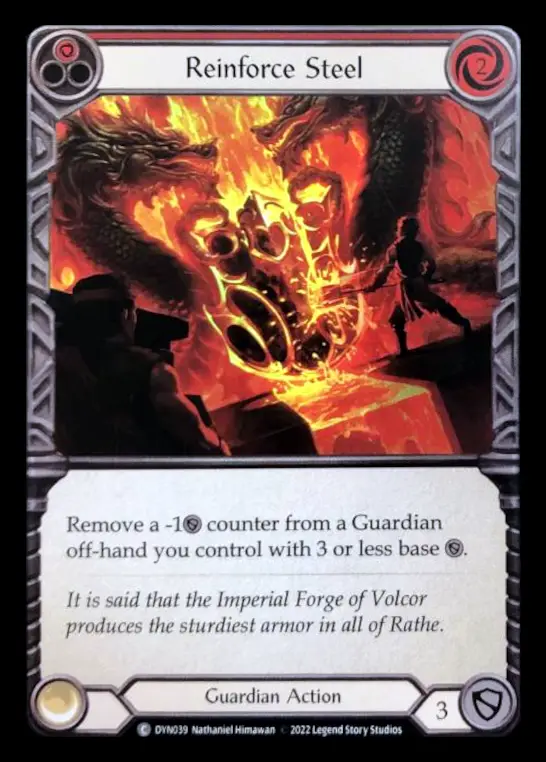 Reinforce Steel
2
Remove a -1 counter from a Guardian
off-hand you control with 3 or less base .
It is said that the Imperial Forge of Volcor
produces the sturdiest armor in all of Rathe.
Guardian Action
3
C DYN039 Nathaniel Himawan © 2022 Legend Story Studios